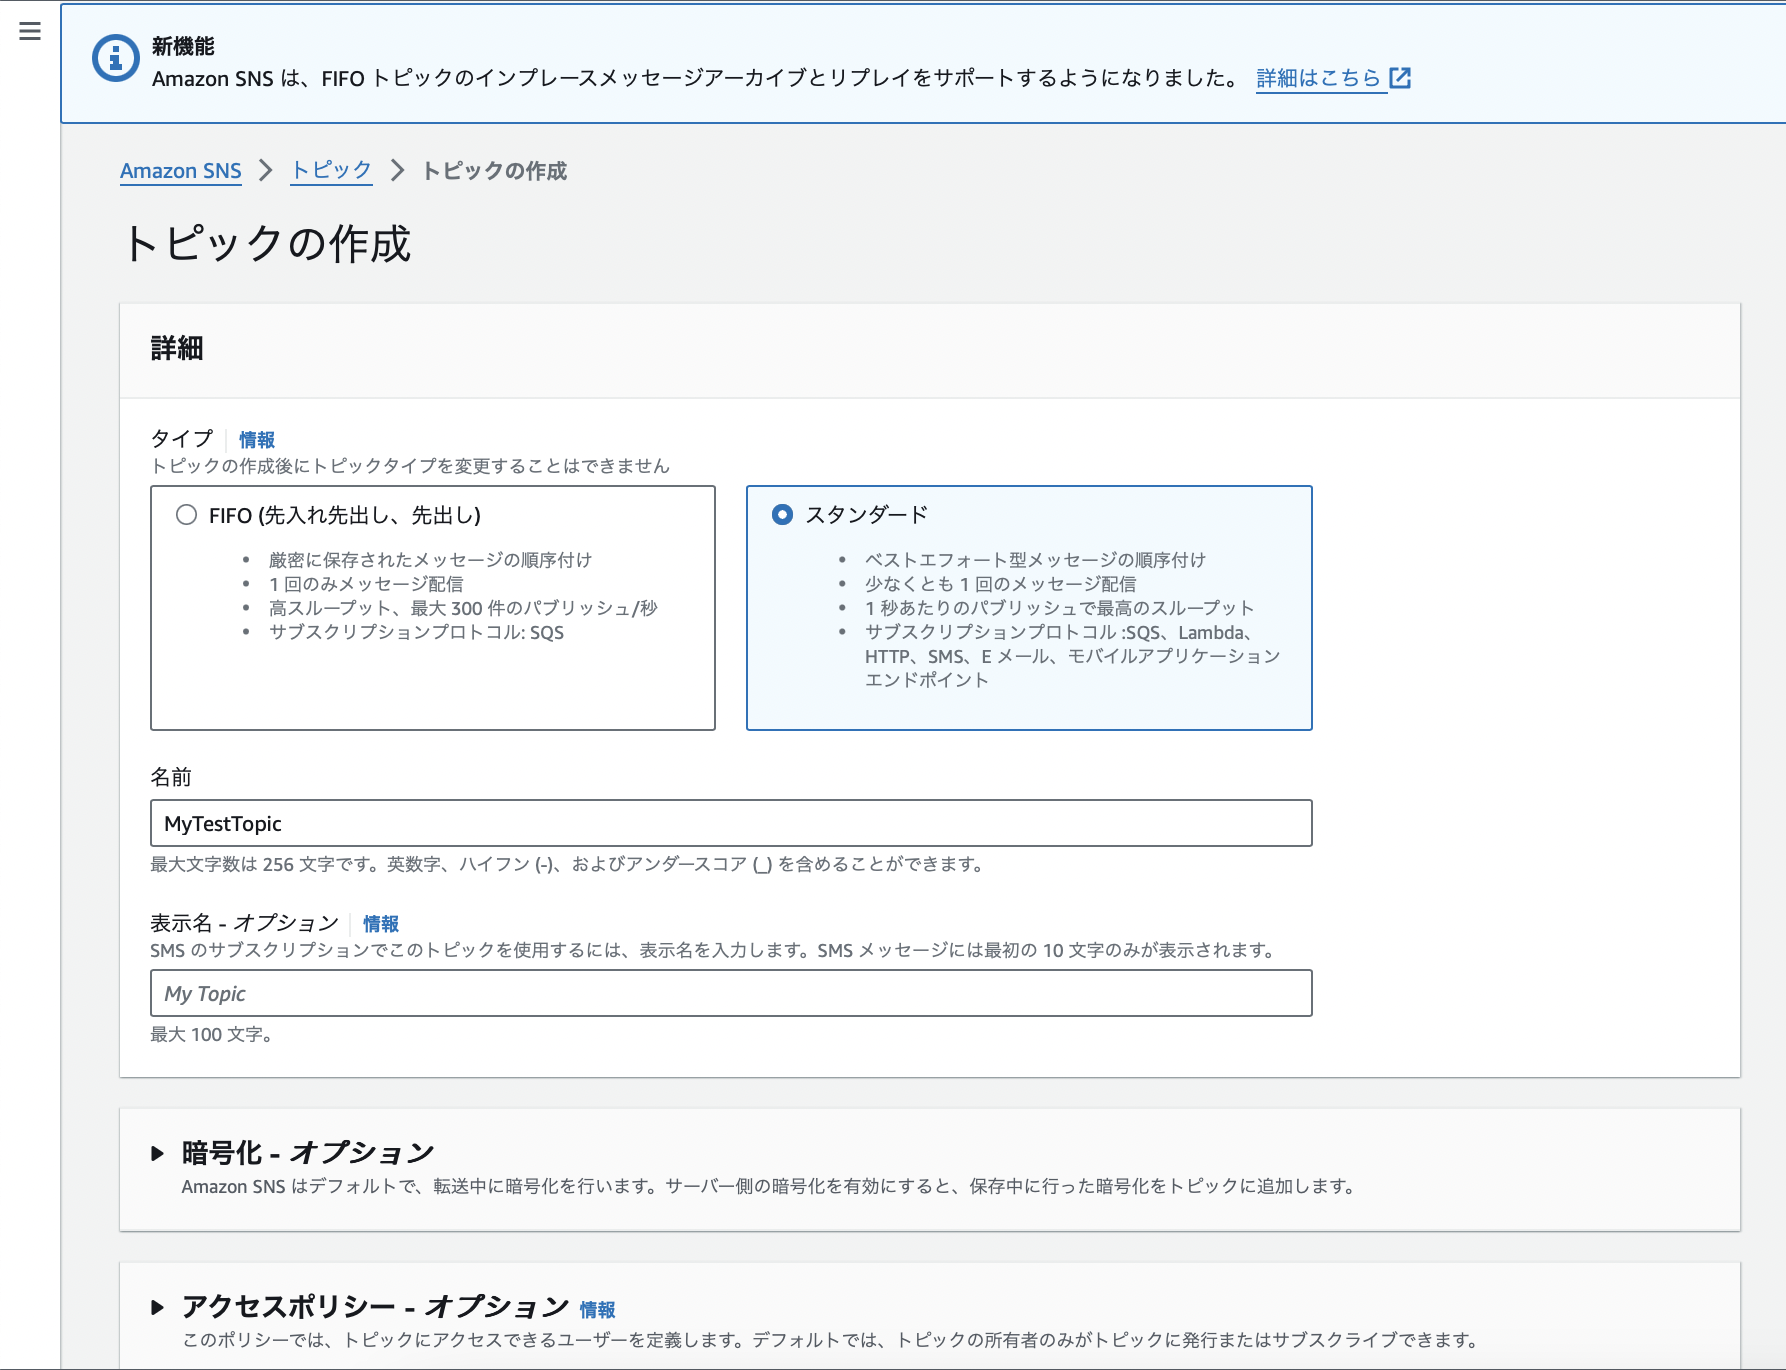 新機能
Amazon SNS は、FIFO トピックのインプレースメッセージアーカイブとリプレイをサポートするようになりました。 詳細はこちら
Amazon SNS > トピック > トピックの作成
トピックの作成
詳細
タイプ 情報
トピックの作成後にトピックタイプを変更することはできません
FIFO (先入れ先出し、先出し)
• 厳密に保存されたメッセージの順序付け
• 1 回のみメッセージ配信
• 高スループット、最大 300 件のパブリッシュ/秒
• サブスクリプションプロトコル: SQS
スタンダード
• ベストエフォート型メッセージの順序付け
• 少なくとも 1 回のメッセージ配信
• 1 秒あたりのパブリッシュで最高のスループット
• サブスクリプションプロトコル :SQS、Lambda、
HTTP、SMS、E メール、モバイルアプリケーション
エンドポイント
名前
MyTestTopic
最大文字数は 256 文字です。英数字、ハイフン (-)、およびアンダースコア (_) を含めることができます。
表示名 - オプション 情報
SMS のサブスクリプションでこのトピックを使用するには、表示名を入力します。SMS メッセージには最初の 10 文字のみが表示されます。
My Topic
最大 100 文字。
暗号化 - オプション
Amazon SNS はデフォルトで、転送中に暗号化を行います。サーバー側の暗号化を有効にすると、保存中に行った暗号化をトピックに追加します。
アクセスポリシー - オプション 情報
このポリシーでは、トピックにアクセスできるユーザーを定義します。デフォルトでは、トピックの所有者のみがトピックに発行またはサブスクライブできます。